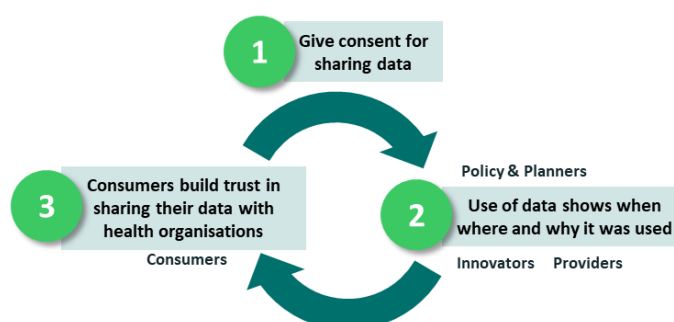 1
Give consent for
sharing data
Policy & Planners
2
Use of data shows when
where and why it was used
Innovators Providers
3
Consumers build trust in
sharing their data with
health organisations
Consumers